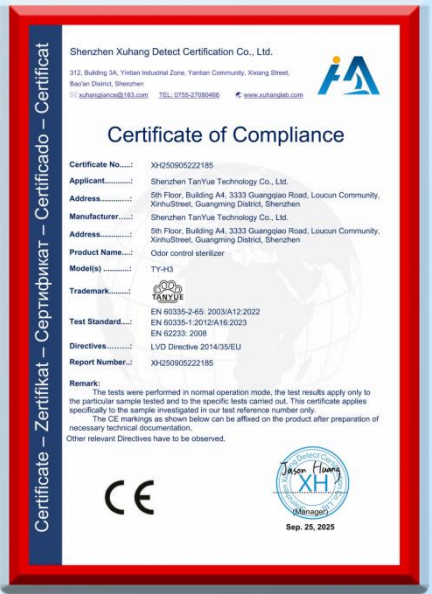 Certificate – Zertifikat – Сертификат – Certificado – Certificat
Shenzhen Xuhang Detect Certification Co., Ltd.
312, Building 3A, Yintian Industrial Zone, Yantian Community, Xixiang Street,
Bao'an District, Shenzhen
xuhangjiance@163.com TEL: 0755-27080466 www.xuhanglab.com
Certificate of Compliance
Certificate No.....: XH250905222185
Applicant...........: Shenzhen TanYue Technology Co., Ltd.
Address.............: 5th Floor, Building A4, 3333 Guangqiao Road, Loucun Community,
XinhuStreet, Guangming District, Shenzhen
Manufacturer.....: Shenzhen TanYue Technology Co., Ltd.
Address.............: 5th Floor, Building A4, 3333 Guangqiao Road, Loucun Community,
XinhuStreet, Guangming District, Shenzhen
Product Name....: Odor control sterilizer
Model(s) ...........: TY-H3
Trademark.........:
TANYUE
EN 60335-2-65: 2003/A12:2022
Test Standard....: EN 60335-1:2012/A16:2023
EN 62233: 2008
Directives..........: LVD Directive 2014/35/EU
Report Number..: XH250905222185
Remark:
The tests were performed in normal operation mode, the test results apply only to
the particular sample tested and to the specific tests carried out. This certificate applies
specifically to the sample investigated in our test reference number only.
The CE markings as shown below can be affixed on the product after preparation of
necessary technical documentation.
Other relevant Directives have to be observed.
CE
Jason Huang
XH
(Manager)
Sep. 25, 2025